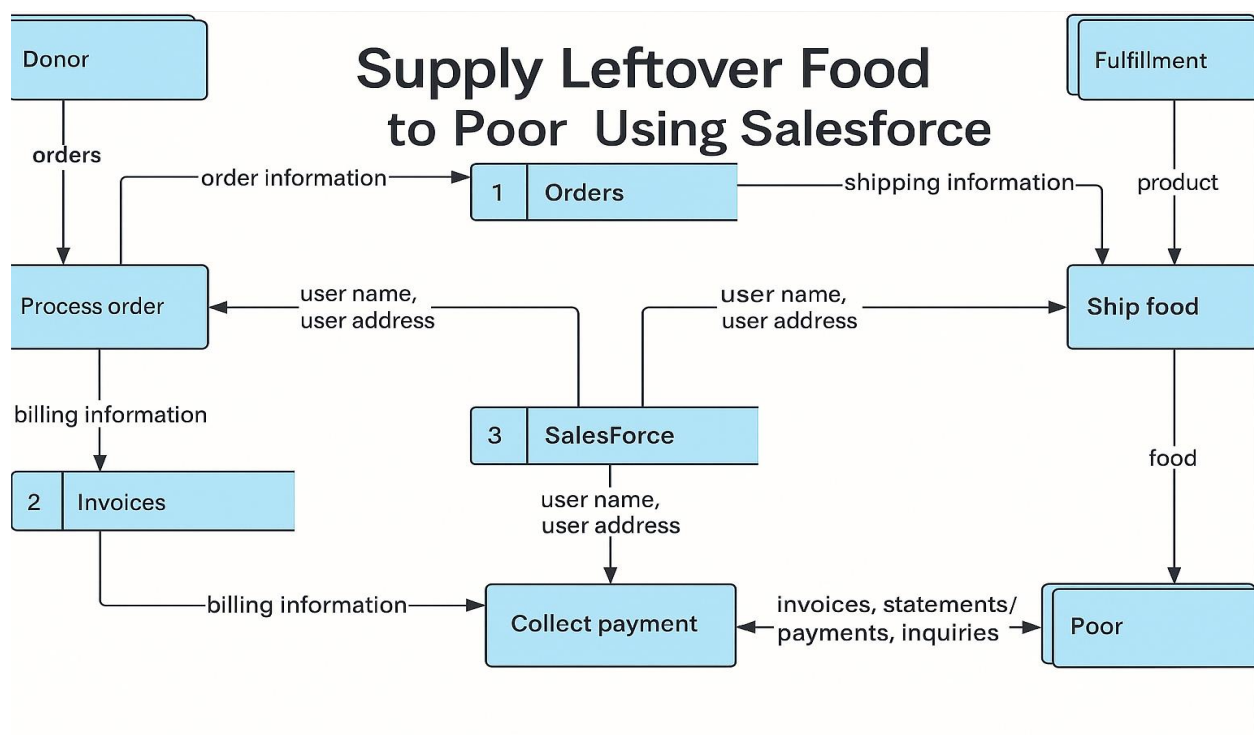 Donor
Supply Leftover Food
to Poor Using Salesforce
Fulfillment
orders
order information
1 Orders
shipping information
product
Process order
user name,
user address
user name,
user address
Ship food
billing information
3 SalesForce
food
2 Invoices
user name,
user address
billing information
Collect payment
invoices, statements/
payments, inquiries
Poor